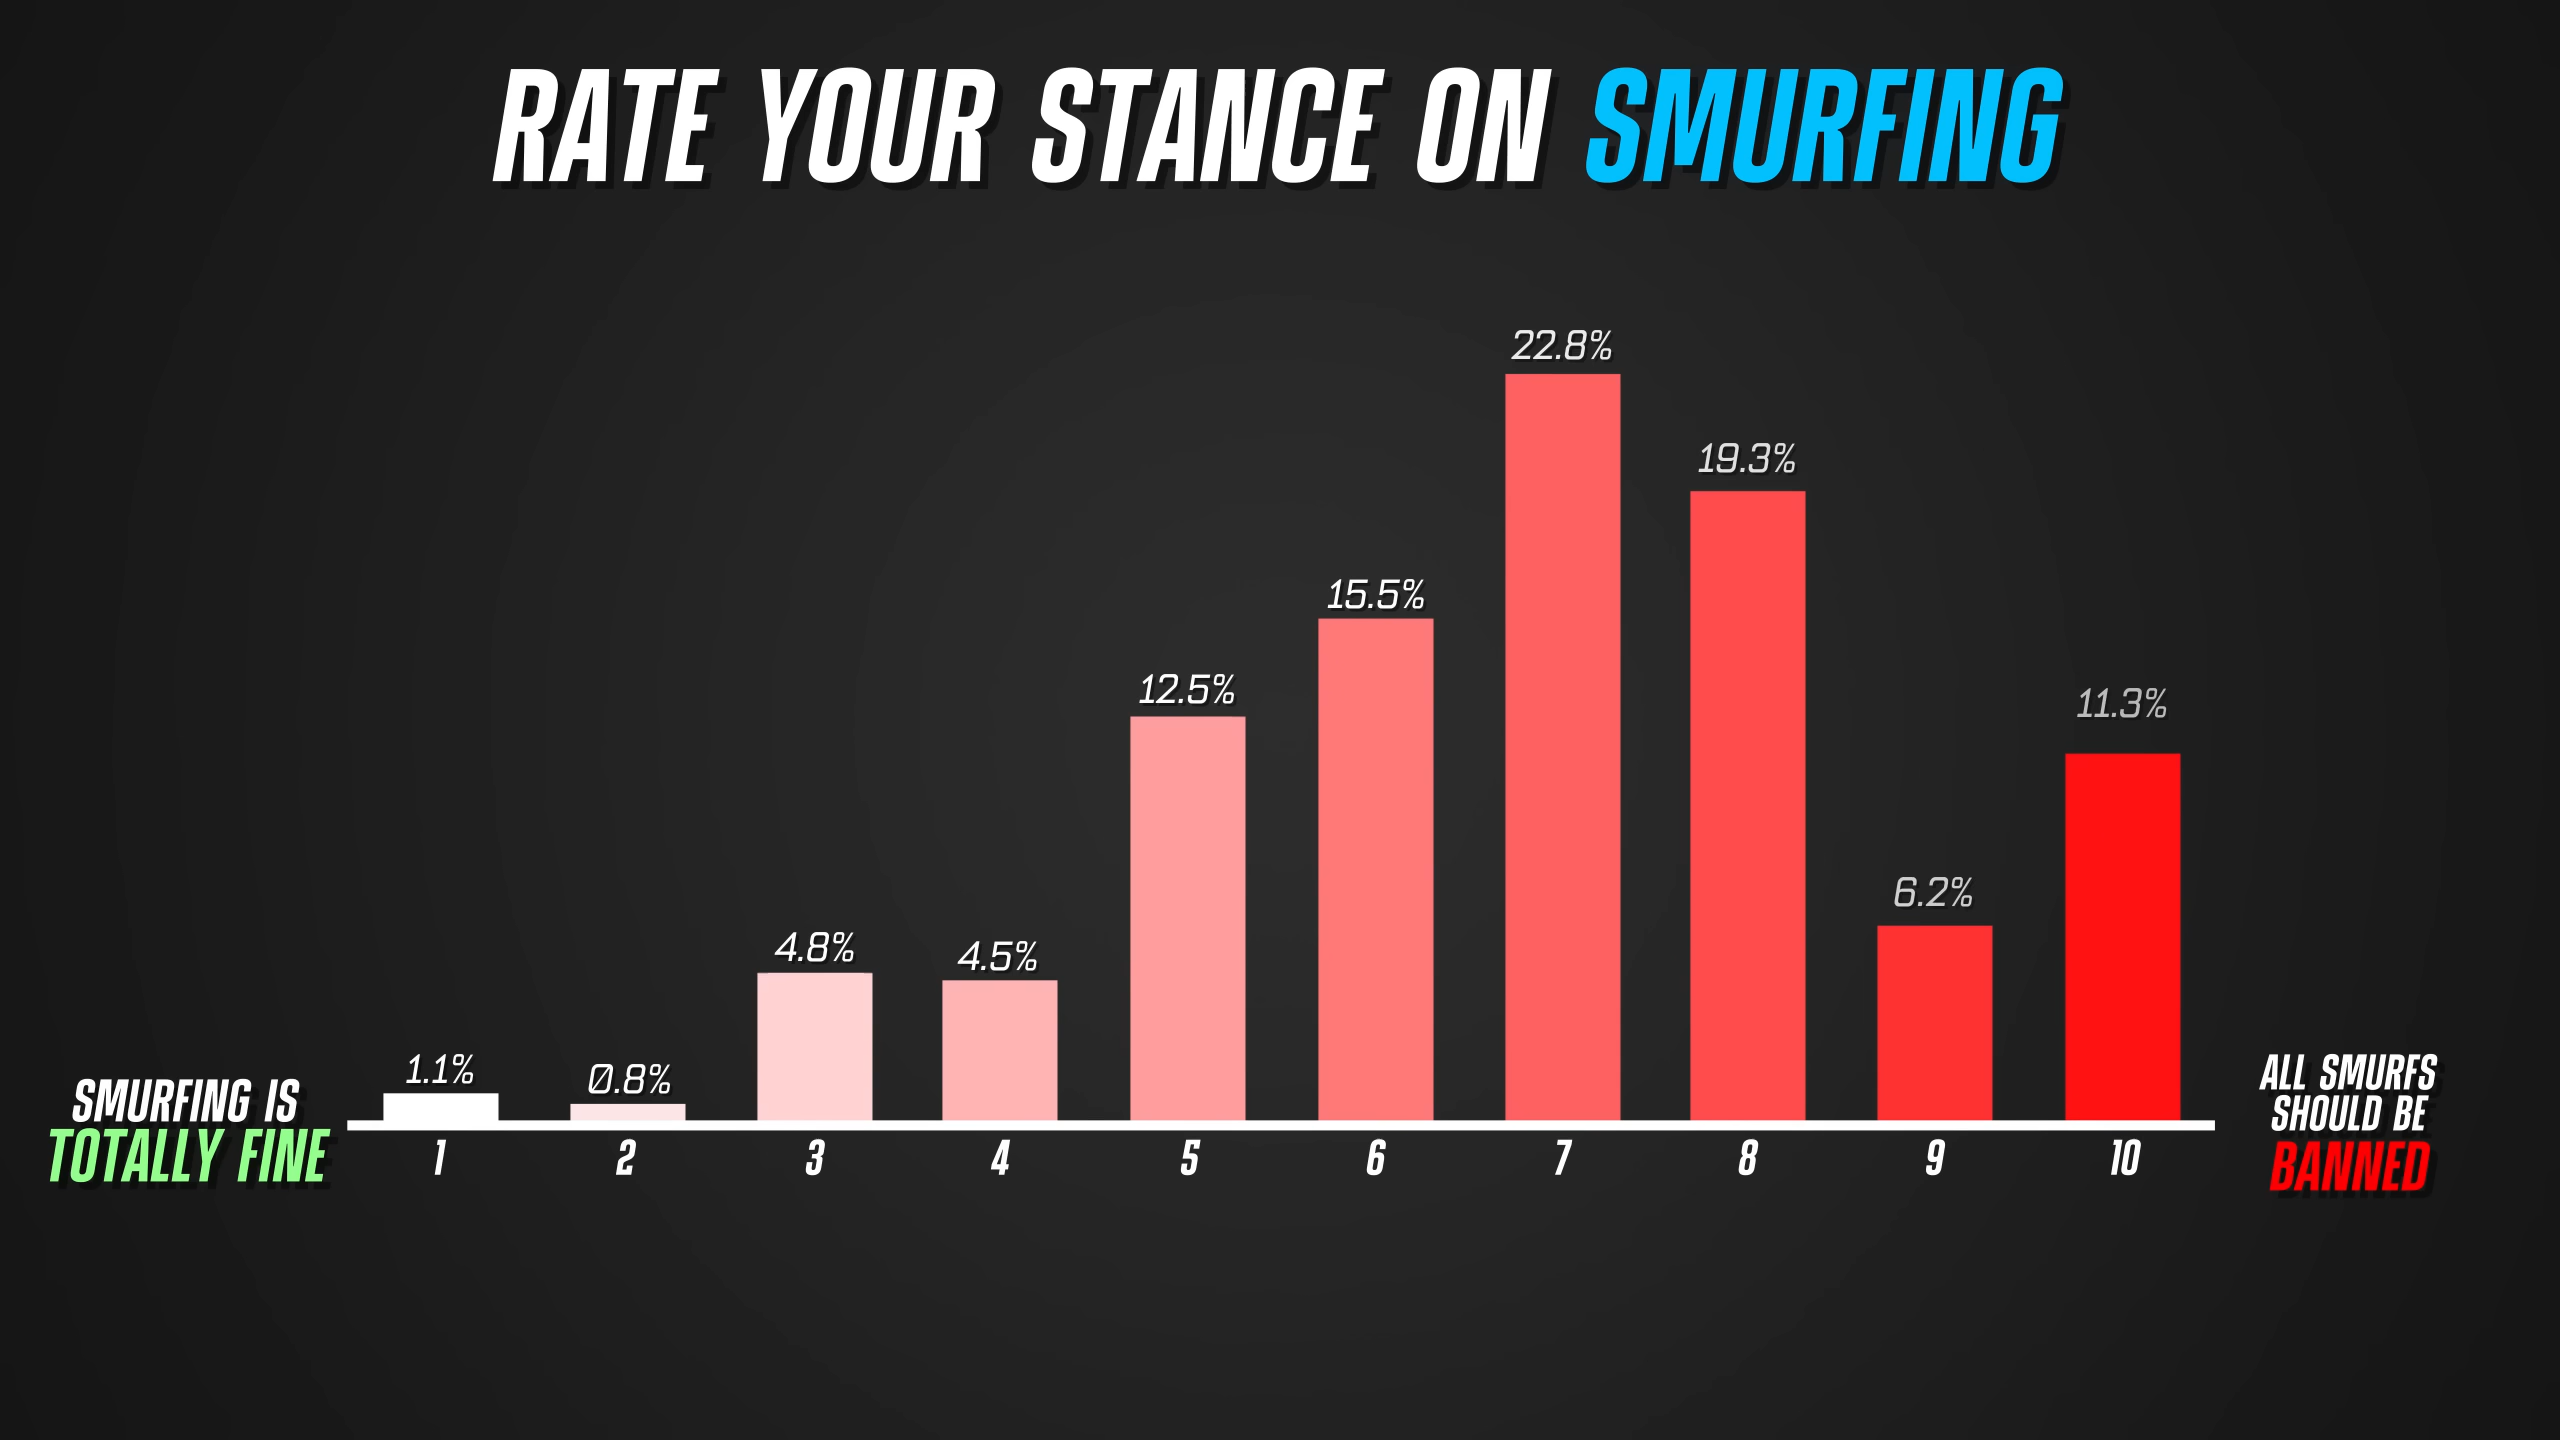 RATE YOUR STANCE ON SMURFING
22.8%
19.3%
15.5%
12.5%
11.3%
6.2%
4.8%
4.5%
1.1%
0.8%
SMURFING IS
TOTALLY FINE
1 2 3 4 5 6 7 8 9 10
ALL SMURFS
SHOULD BE
BANNED